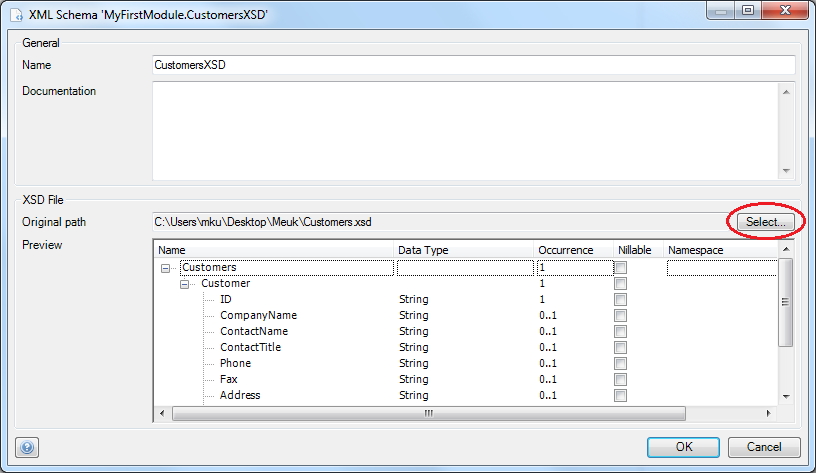 XML Schema 'MyFirstModule.CustomersXSD'
General
Name CustomersXSD
Documentation
XSD File
Original path C:\Users\mku\Desktop\Meuk\Customers.xsd Select...
Preview
Name Data Type Occurrence Nillable Namespace
Customers 1
Customer 1
ID String 1
CompanyName String 0..1
ContactName String 0..1
ContactTitle String 0..1
Phone String 0..1
Fax String 0..1
Address String 0..1
? OK Cancel